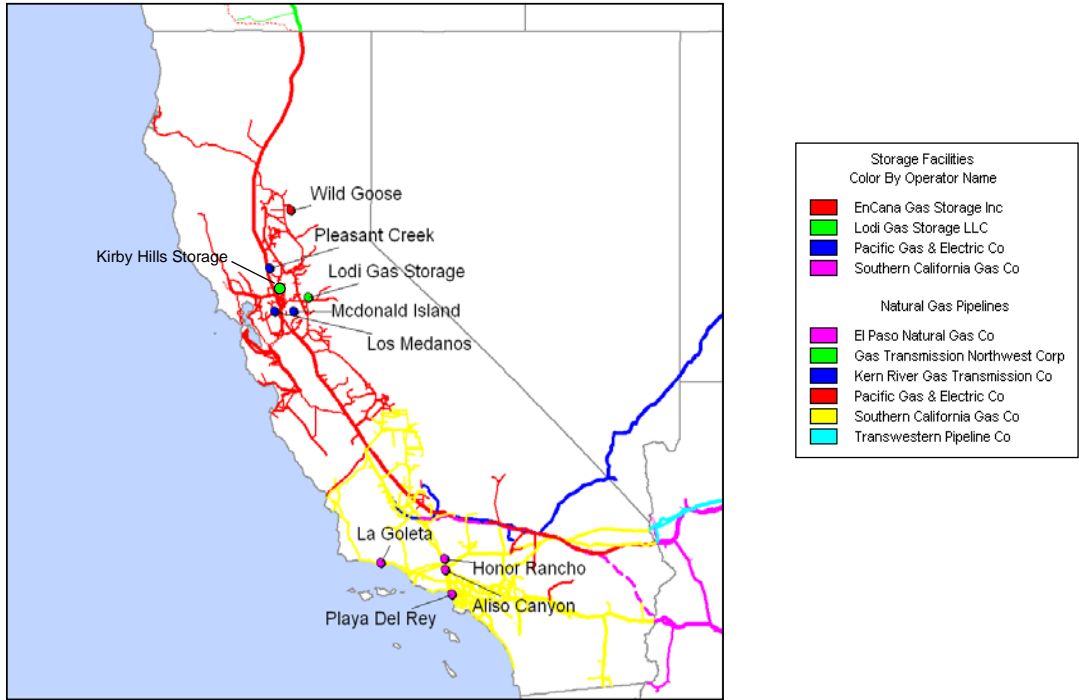 Wild Goose
Pleasant Creek
Kirby Hills Storage
Lodi Gas Storage
Mcdonald Island
Los Medanos
La Goleta
Honor Rancho
Aliso Canyon
Playa Del Rey
Storage Facilities
Color By Operator Name
EnCana Gas Storage Inc
Lodi Gas Storage LLC
Pacific Gas & Electric Co
Southern California Gas Co
Natural Gas Pipelines
El Paso Natural Gas Co
Gas Transmission Northwest Corp
Kern River Gas Transmission Co
Pacific Gas & Electric Co
Southern California Gas Co
Transwestern Pipeline Co